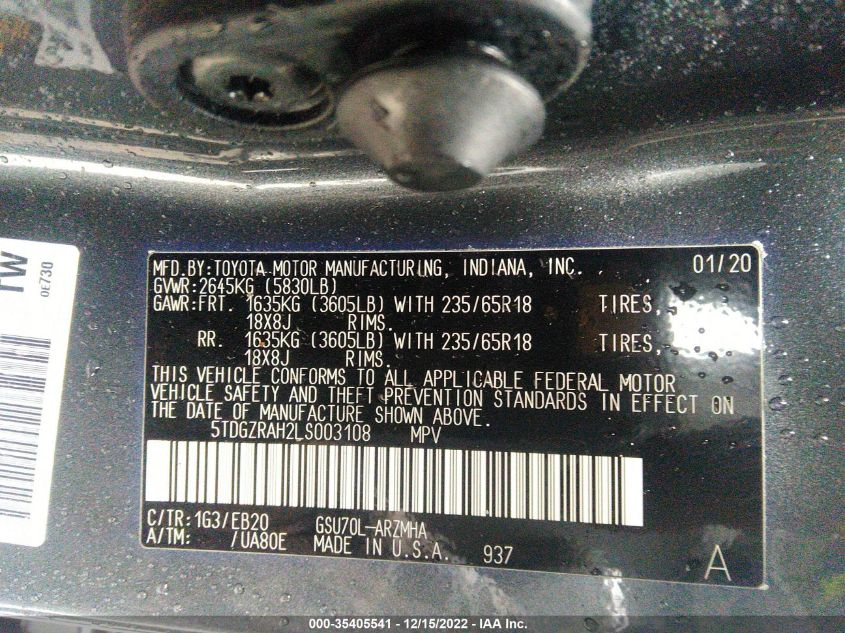 TW
0E730
MFD.BY:TOYOTA MOTOR MANUFACTURING, INDIANA, INC. 01/20
GVWR:2645KG (5830LB)
GAWR:FRT. 1635KG (3605LB) WITH 235/65R18 TIRES,
18X8J RIMS.
RR. 1635KG (3605LB) WITH 235/65R18 TIRES,
18X8J RIMS.
THIS VEHICLE CONFORMS TO ALL APPLICABLE FEDERAL MOTOR
VEHICLE SAFETY AND THEFT PREVENTION STANDARDS IN EFFECT ON
THE DATE OF MANUFACTURE SHOWN ABOVE.
5TDGZRAH2LS003108 MPV
C/TR:1G3/EB20 GSU70L-ARZMHA
A/TM: /UA80E MADE IN U.S.A. 937 A
000-35405541 - 12/15/2022 - IAA Inc.